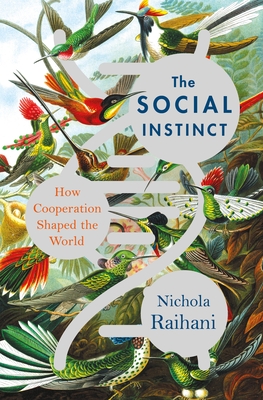 The
SOCIAL
INSTINCT
How
Cooperation
Shaped the
World
Nichola
Raihani